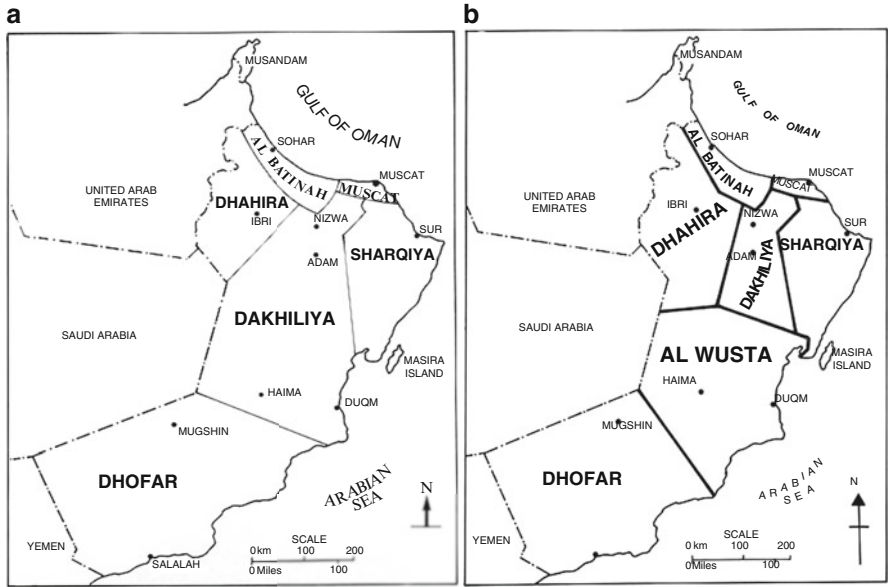 a
MUSANDAM
GULF OF OMAN
SOHAR
AL BATINAH
MUSCAT
MUSCAT
UNITED ARAB
EMIRATES
DHAHIRA
IBRI
NIZWA
SUR
ADAM
SHARQIYA
DAKHILIYA
SAUDI ARABIA
MASIRA
ISLAND
HAIMA
DUQM
MUGSHIN
DHOFAR
ARABIAN
SEA
N
YEMEN
SALALAH
SCALE
0 km 100 200
0 Miles 100
b
MUSANDAM
GULF OF OMAN
SOHAR
AL BATINAH
MUSCAT
MUSCAT
UNITED ARAB
EMIRATES
IBRI
DHAHIRA
NIZWA
SUR
ADAM
SHARQIYA
DAKHILIYA
SAUDI ARABIA
AL WUSTA
MASIRA
ISLAND
HAIMA
DUQM
MUGSHIN
DHOFAR
ARABIAN
SEA
N
YEMEN
SCALE
0 km 100 200
0 Miles 100